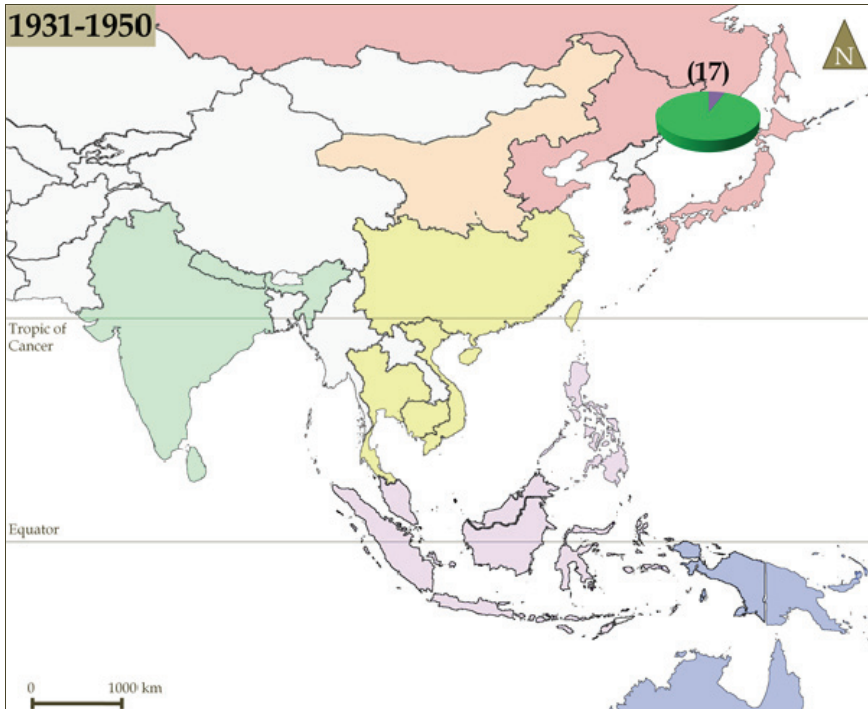 1931-1950
(17)
N
Tropic of
Cancer
Equator
0 1000 km